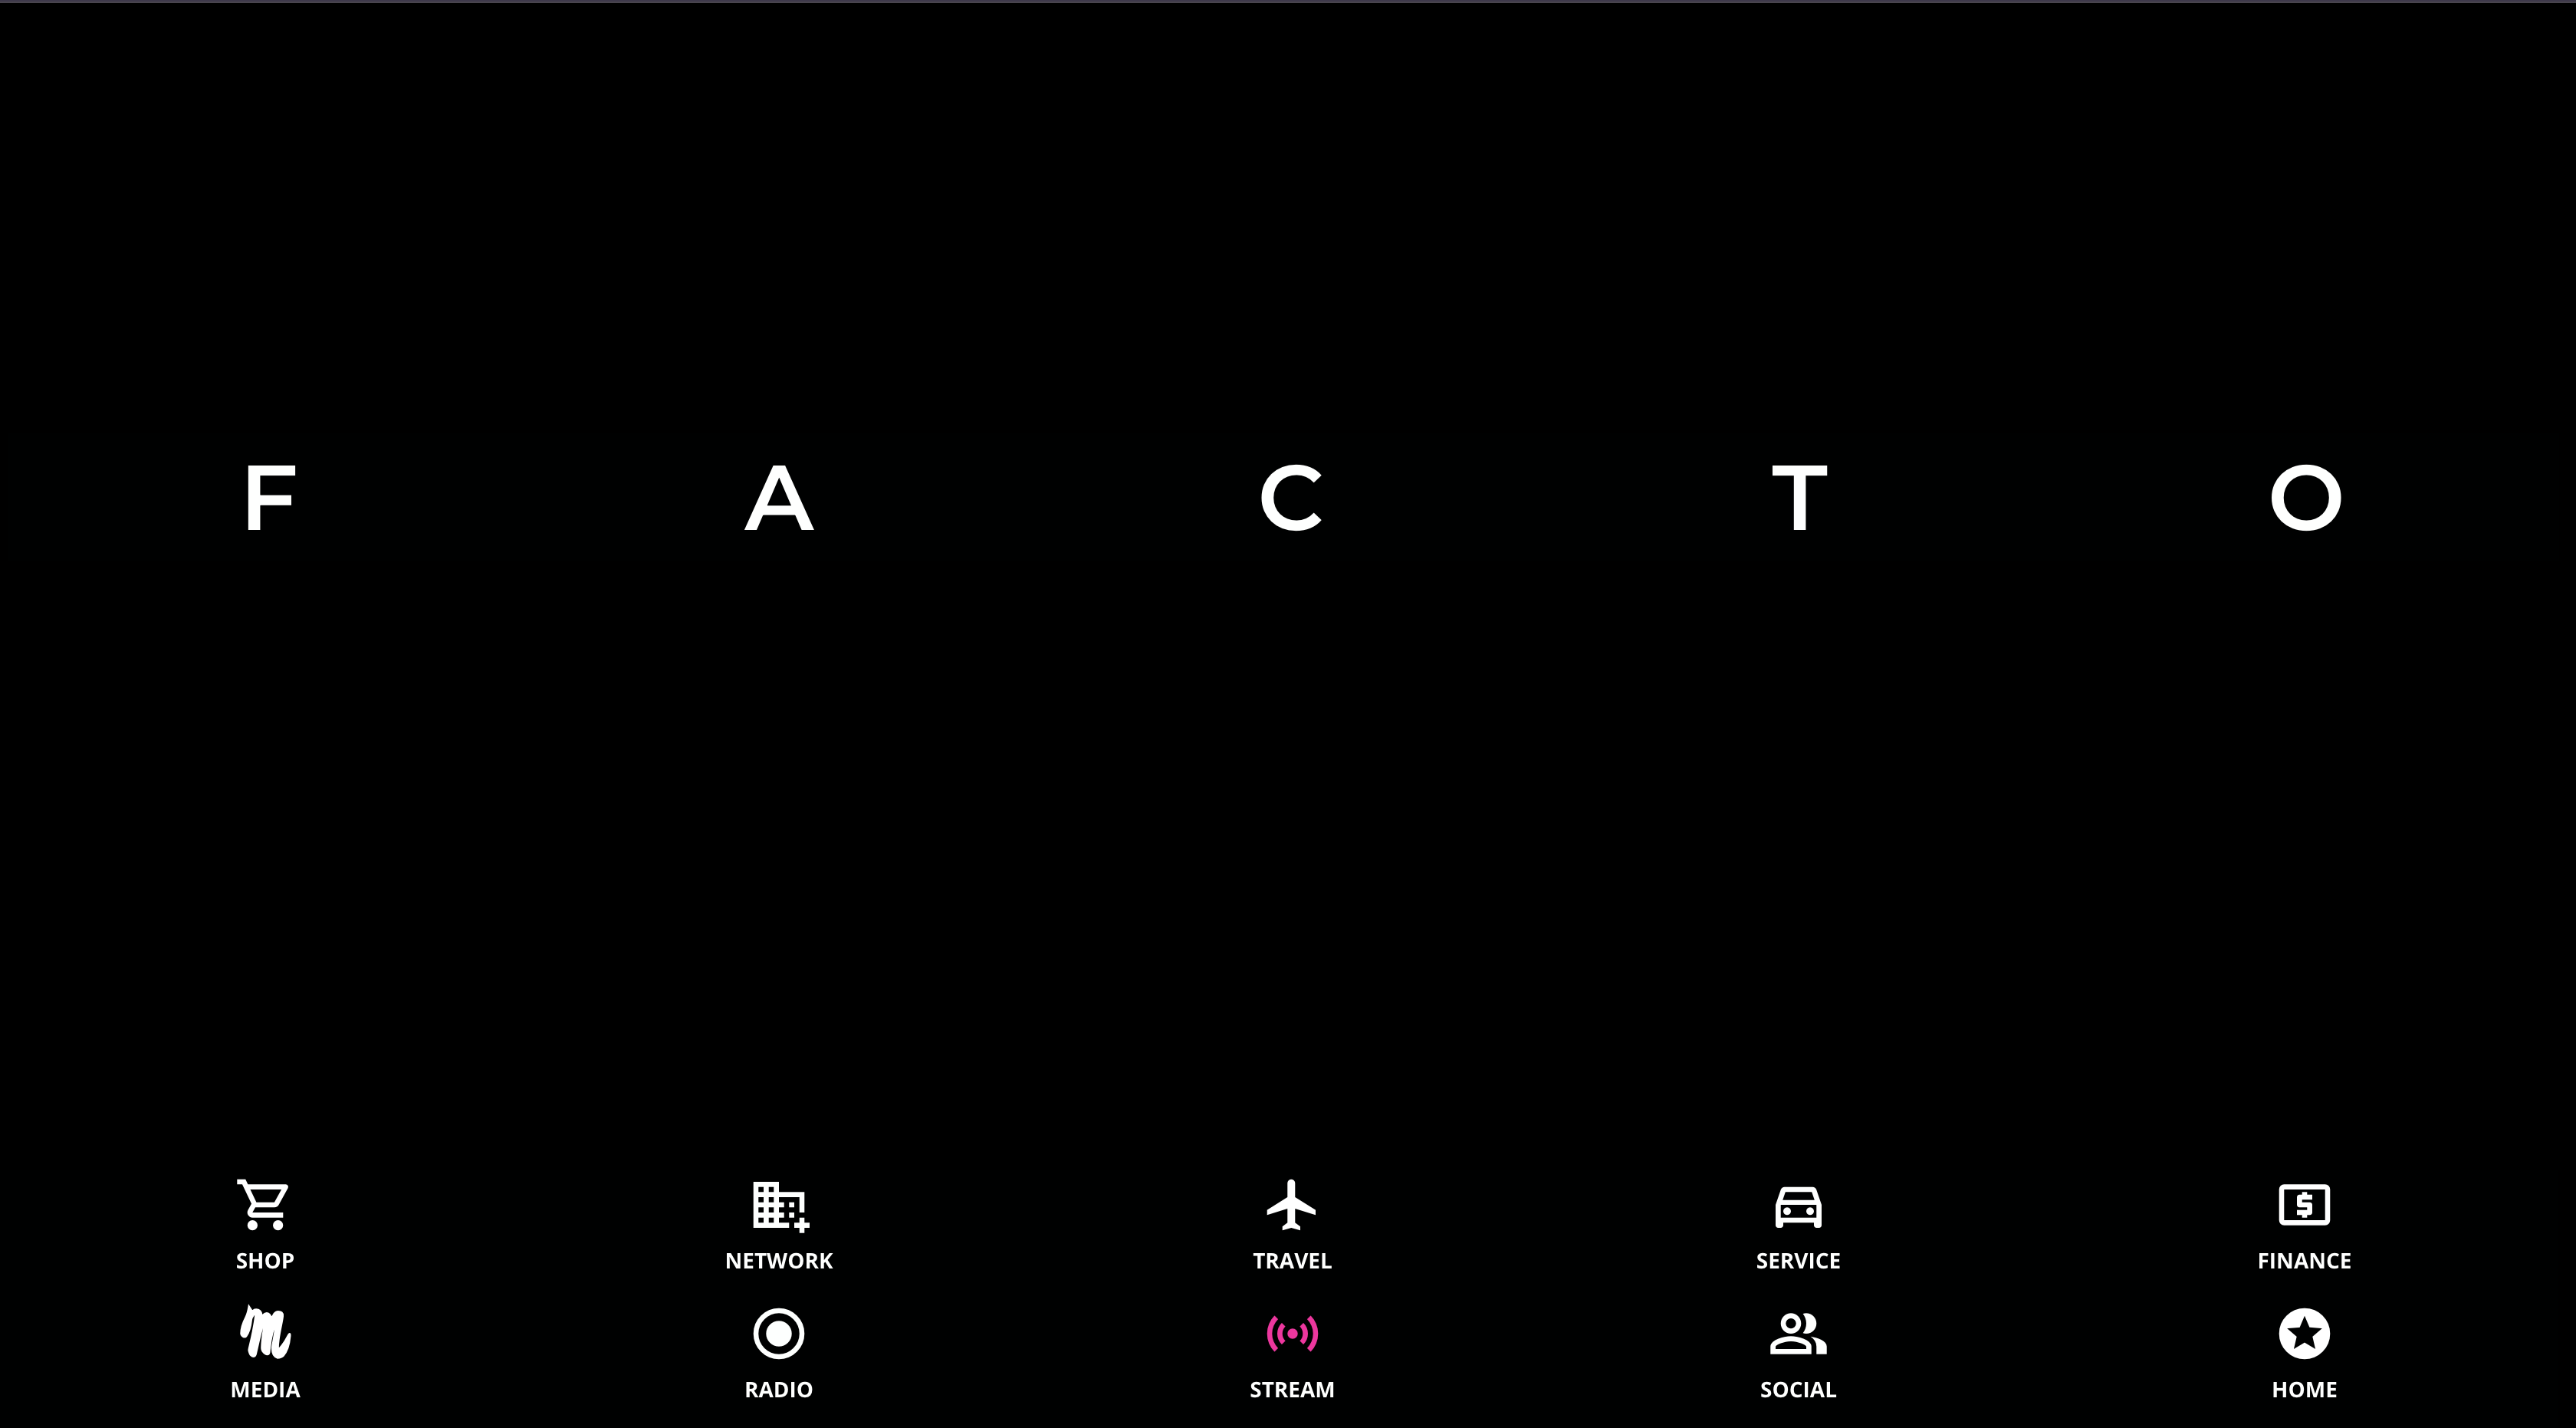 F A C T O
SHOP NETWORK TRAVEL SERVICE FINANCE
MEDIA RADIO STREAM SOCIAL HOME